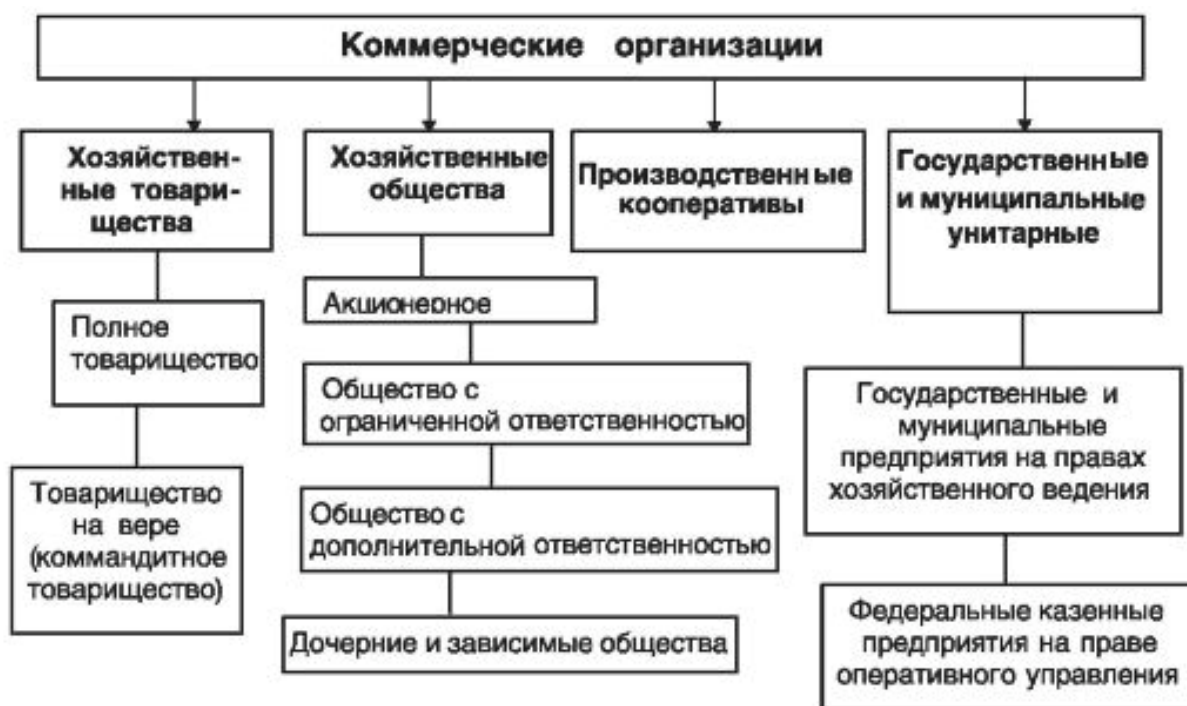 Коммерческие организации
Хозяйствен-
ные товари-
щества
Полное
товарищество
Товарищество
на вере
(коммандитное
товарищество)
Хозяйственные
общества
Акционерное
Общество с
ограниченной ответственностью
Общество с
дополнительной ответственностью
Дочерние и зависимые общества
Производственные
кооперативы
Государственные
и муниципальные
унитарные
Государственные и
муниципальные
предприятия на правах
хозяйственного ведения
Федеральные казенные
предприятия на праве
оперативного управления